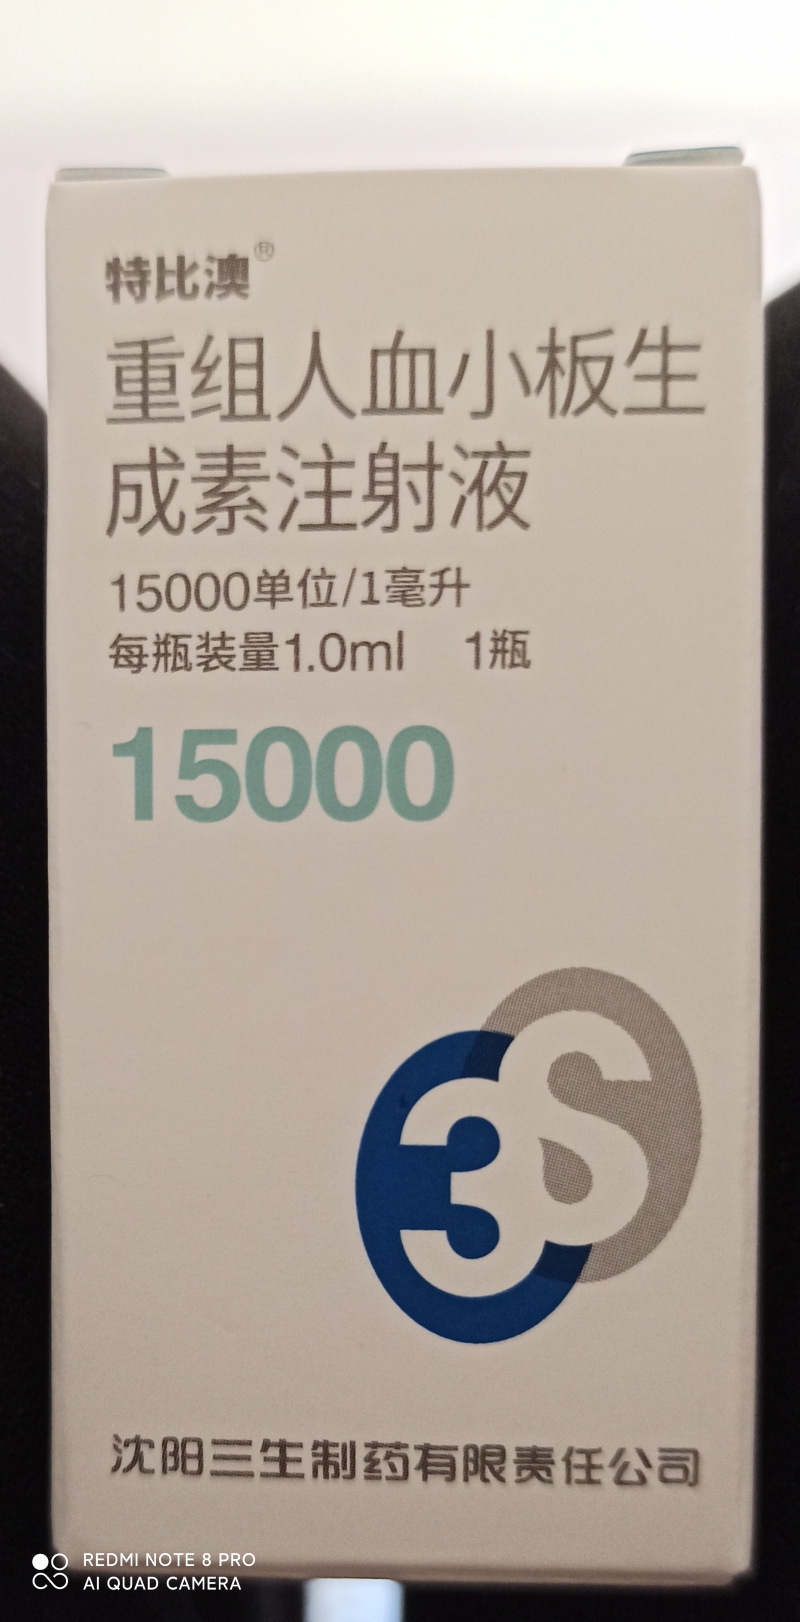 特比澳®
重组人血小板生
成素注射液
15000单位/1毫升
每瓶装量1.0ml 1瓶
15000
3S
沈阳三生制药有限责任公司
REDMI NOTE 8 PRO
AI QUAD CAMERA